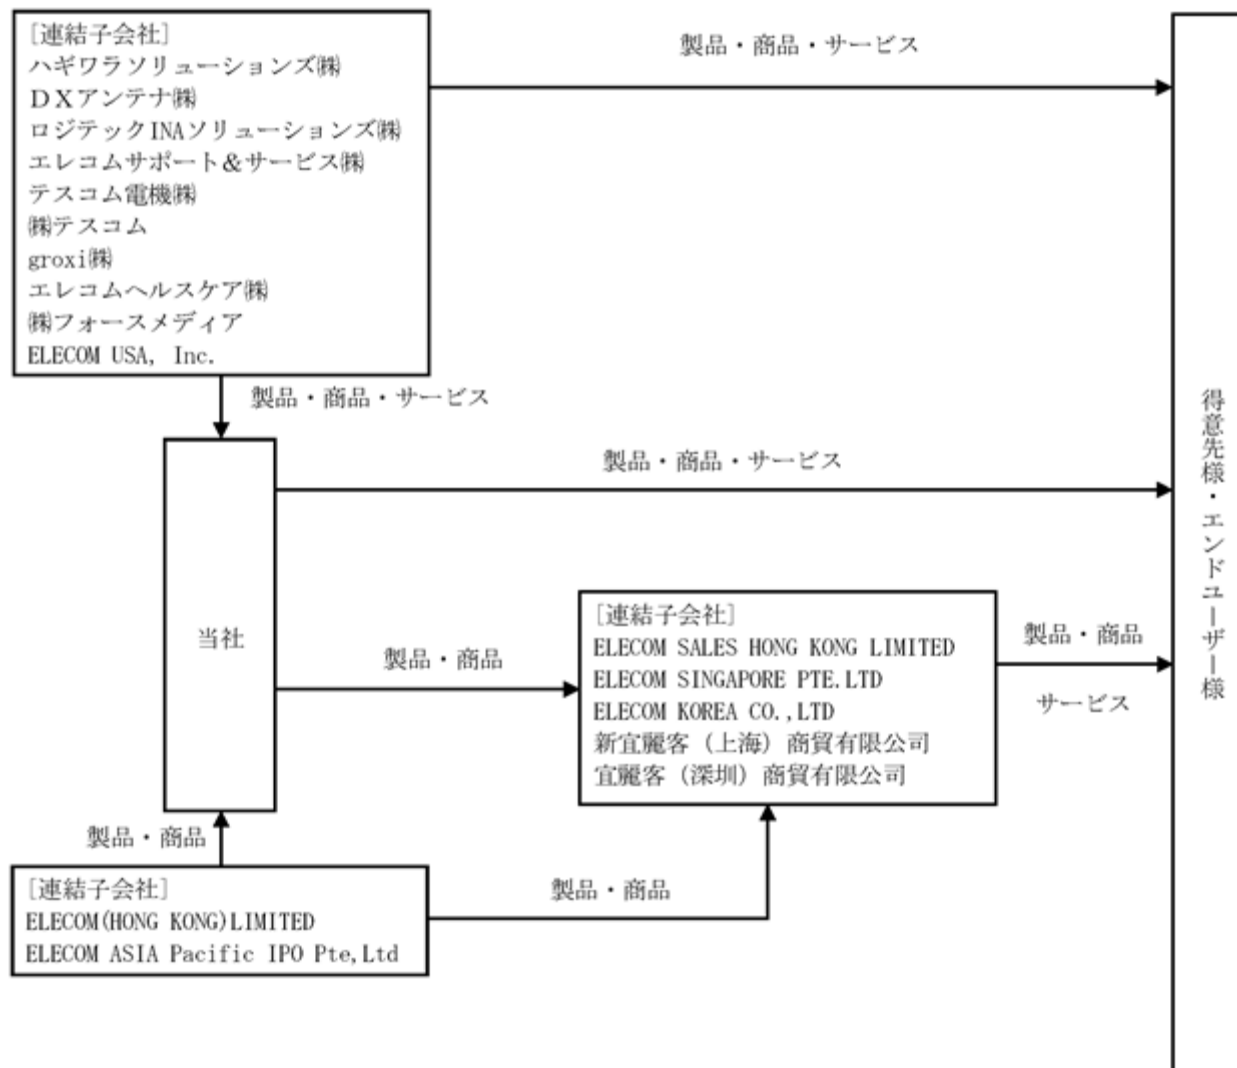 [連結子会社]
ハギワラソリューションズ㈱
ＤＸアンテナ㈱
ロジテックINAソリューションズ㈱
エレコムサポート＆サービス㈱
テスコム電機㈱
㈱テスコム
groxi㈱
エレコムヘルスケア㈱
㈱フォースメディア
ELECOM USA, Inc.
製品・商品・サービス
製品・商品・サービス
当社
製品・商品・サービス
製品・商品
[連結子会社]
ELECOM SALES HONG KONG LIMITED
ELECOM SINGAPORE PTE.LTD
ELECOM KOREA CO.,LTD
新宜麗客（上海）商貿有限公司
宜麗客（深圳）商貿有限公司
製品・商品
サービス
製品・商品
[連結子会社]
ELECOM(HONG KONG)LIMITED
ELECOM ASIA Pacific IPO Pte,Ltd
製品・商品
得意先様・エンドユーザー様